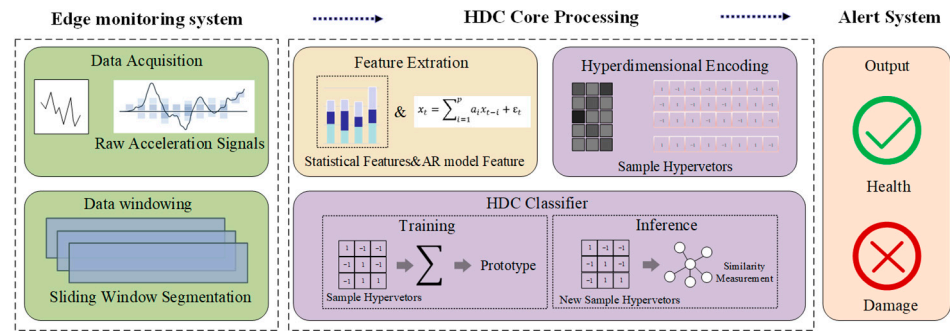 Edge monitoring system
HDC Core Processing
Alert System
Data Acquisition
Raw Acceleration Signals
Data windowing
Sliding Window Segmentation
Feature Extration
&
x_t = ∑_{i=1}^{p} a_i x_{t-i} + ε_t
Statistical Features&AR model Feature
Hyperdimensional Encoding
Sample Hypervetors
HDC Classifier
Training
1 -1 -1
-1 1 -1
-1 1 1
Sample Hypervetors
∑
Prototype
Inference
1 -1 -1
-1 1 -1
-1 1 1
New Sample Hypervetors
Similarity
Measurement
Output
Health
Damage